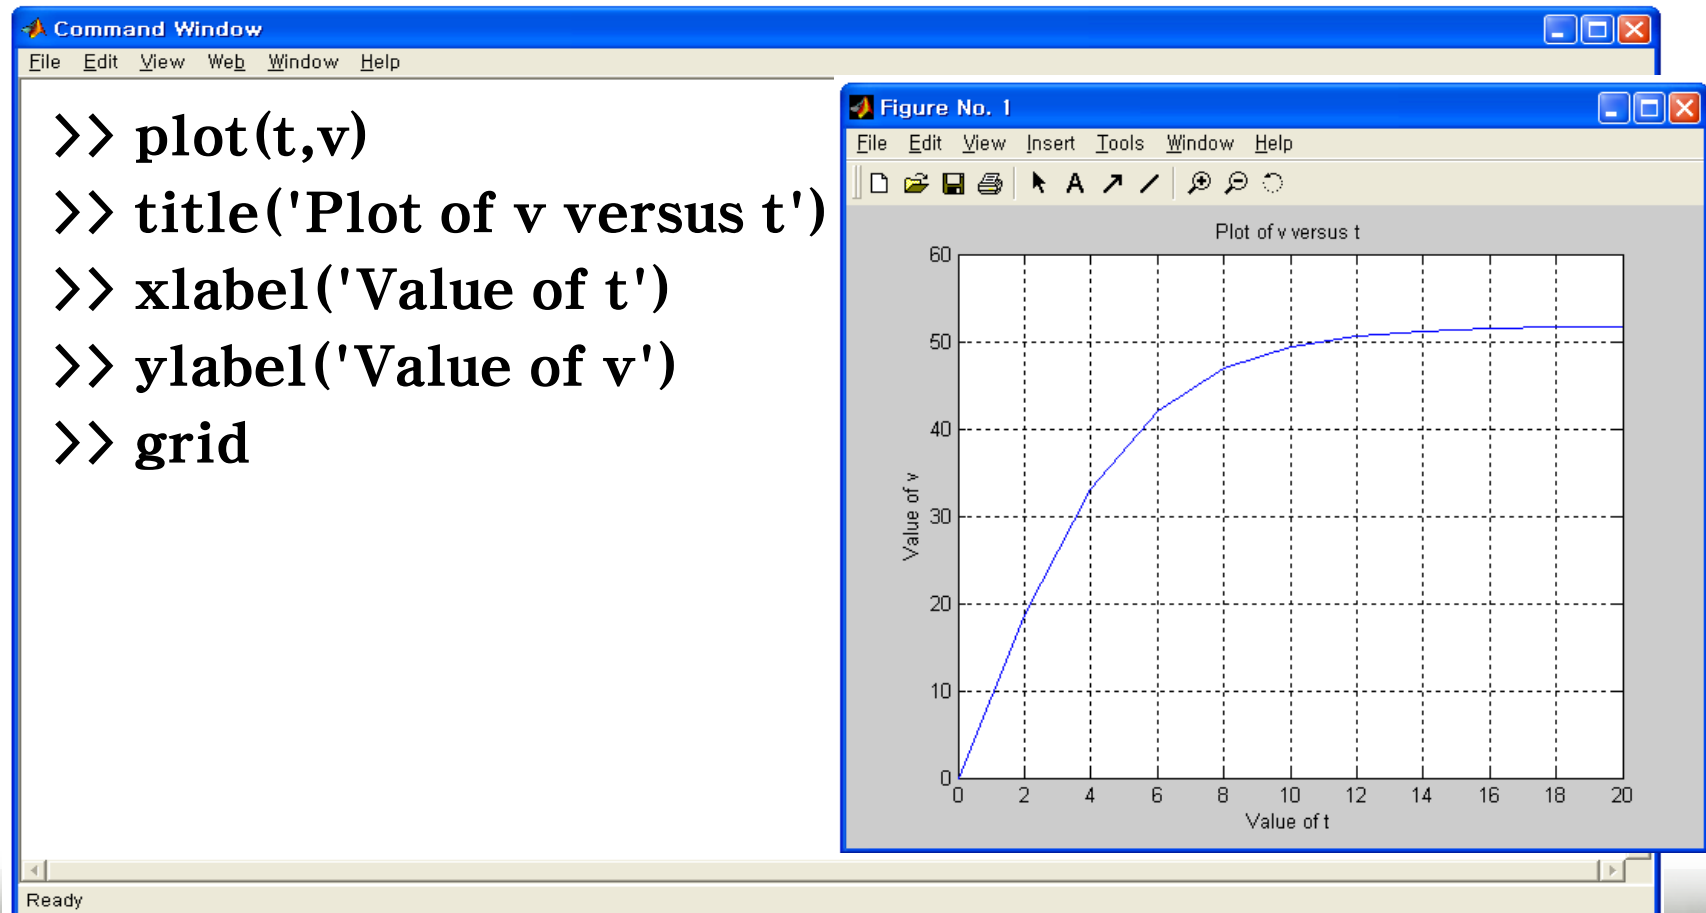 Command Window
File Edit View Web Window Help
>> plot(t,v)
>> title('Plot of v versus t')
>> xlabel('Value of t')
>> ylabel('Value of v')
>> grid
Figure No. 1
File Edit View Insert Tools Window Help
A
Plot of v versus t
60
50
40
30
20
10
0
Value of v
0 2 4 6 8 10 12 14 16 18 20
Value of t
Ready